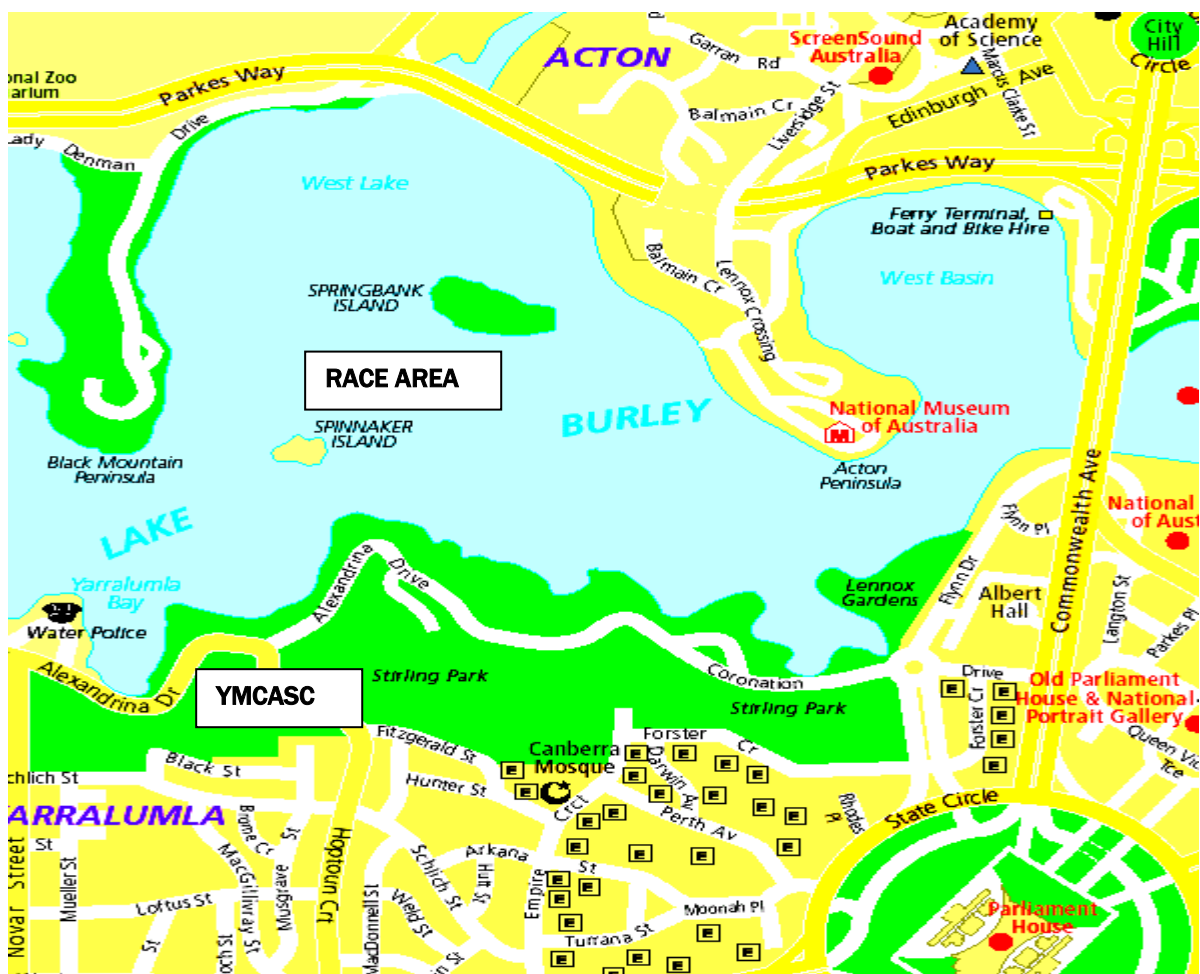 City
Hill
Circle
Academy
of Science
ScreenSound
Australia
Garran Rd
ACTON
onal Zoo
arium
Parkes Way
Marcus Clarke St
Edinburgh Ave
Balmain Cr
Liversidge St
Drive
Lady Denman
Parkes Way
West Lake
Ferry Terminal,
Boat and Bike Hire
West Basin
Balmain Cr
Lennox Crossing
SPRINGBANK
ISLAND
RACE AREA
BURLEY
National Museum
of Australia
SPINNAKER
ISLAND
Black Mountain
Peninsula
Acton
Peninsula
Commonwealth Ave
National
of Aust
Flynn Pl
LAKE
Alexandrina
Drive
Yarralumla
Bay
Flynn Dr
Lennox
Gardens
Albert
Hall
Langton St
Parkes Pl
Water Police
Alexandrina Dr
YMCASC
Stirling Park
Coronation
Drive
Stirling Park
Forster Cr
Old Parliament
House & National
Portrait Gallery
Queen Vic
Tce
Fitzgerald St
Forster Cr
Canberra
Mosque
Black St
chlich St
Hunter St
Darwin Av
Crct
Perth Av
Rhodes
Pl
State Circle
ARRALUMLA
St
Novar Street
Mueller St
Brome Cr
MacGillivray St
Musgrave St
Hoptoun Crt
Schlich St
Arkana St
Hutt St
Empire
Loftus St
St
och St
MacDonnell St
Weld St
Moonah Pl
Turrana St
Parliament
House